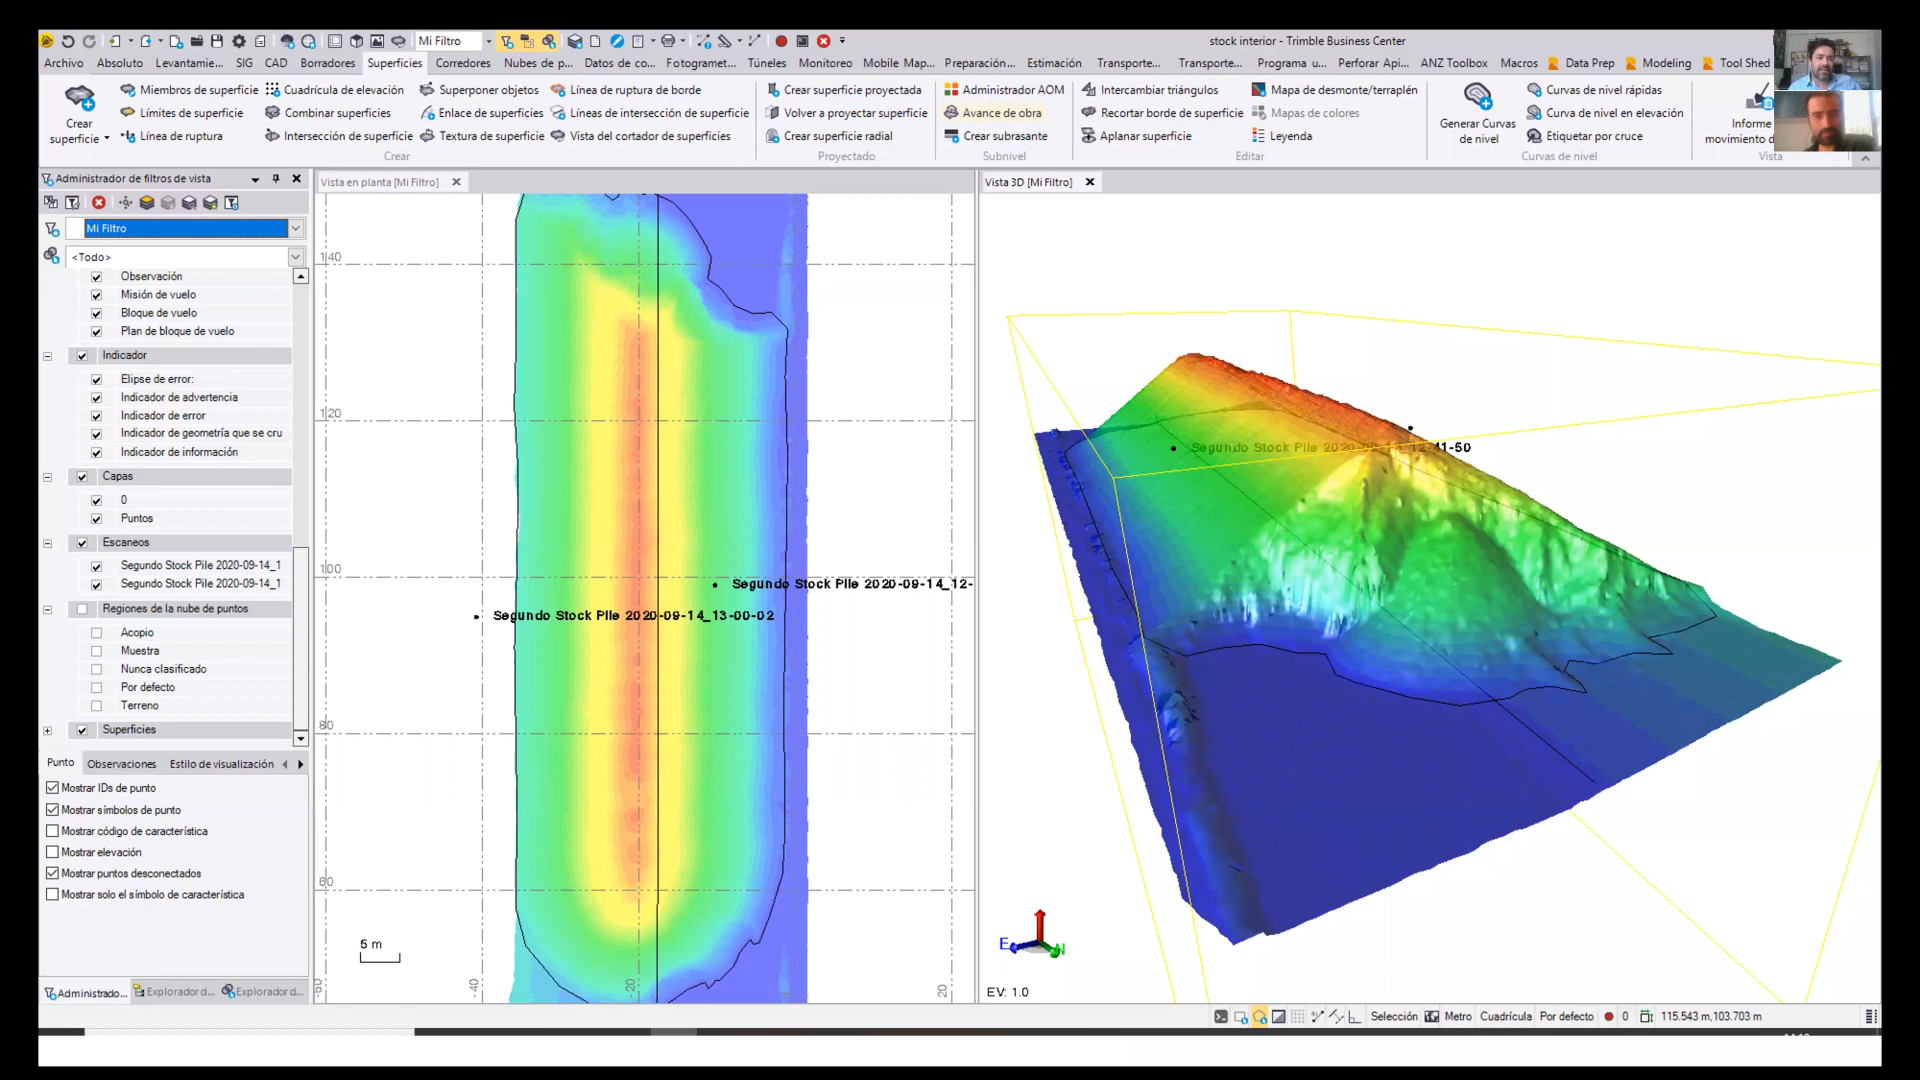 Mi Filtro
stock interior - Trimble Business Center
Archivo Absoluto Levantamie... SIG CAD Borradores Superficies Corredores Nubes de p... Datos de co... Fotogramet... Túneles Monitoreo Mobile Map... Preparación... Estimación Transporte... Transporte... Programa u... Perforar Api... ANZ Toolbox Macros Data Prep Modeling Tool Shed
Crear superficie
Miembros de superficie Cuadrícula de elevación Superponer objetos Línea de ruptura de borde Crear superficie proyectada Administrador AOM Intercambiar triángulos Mapa de desmonte/terraplén Curvas de nivel rápidas
Límites de superficie Combinar superficies Enlace de superficies Líneas de intersección de superficie Volver a proyectar superficie Avance de obra Recortar borde de superficie Mapas de colores Generar Curvas de nivel Curva de nivel en elevación Informe
Línea de ruptura Intersección de superficie Textura de superficie Vista del cortador de superficies Crear superficie radial Crear subrasante Aplanar superficie Leyenda Etiquetar por cruce movimiento d
Crear Proyectado Subnivel Editar Curvas de nivel Vista
Administrador de filtros de vista
Mi Filtro
<Todo>
Observación
Misión de vuelo
Bloque de vuelo
Plan de bloque de vuelo
Indicador
Elipse de error:
Indicador de advertencia
Indicador de error
Indicador de geometría que se cru
Indicador de información
Capas
0
Puntos
Escaneos
Segundo Stock Pile 2020-09-14_1
Segundo Stock Pile 2020-09-14_1
Regiones de la nube de puntos
Acopio
Muestra
Nunca clasificado
Por defecto
Terreno
Superficies
Punto Observaciones Estilo de visualización
Mostrar IDs de punto
Mostrar símbolos de punto
Mostrar código de característica
Mostrar elevación
Mostrar puntos desconectados
Mostrar solo el símbolo de característica
Administrado... Explorador d... Explorador d...
Vista en planta [Mi Filtro]
140
120
100
80
60
Segundo Stock Pile 2020-09-14_12-
Segundo Stock Pile 2020-09-14_13-00-02
5 m
-40
-20
20
Vista 3D [Mi Filtro]
E
N
EV: 1.0
Selección Metro Cuadrícula Por defecto 0 115.543 m,103.703 m